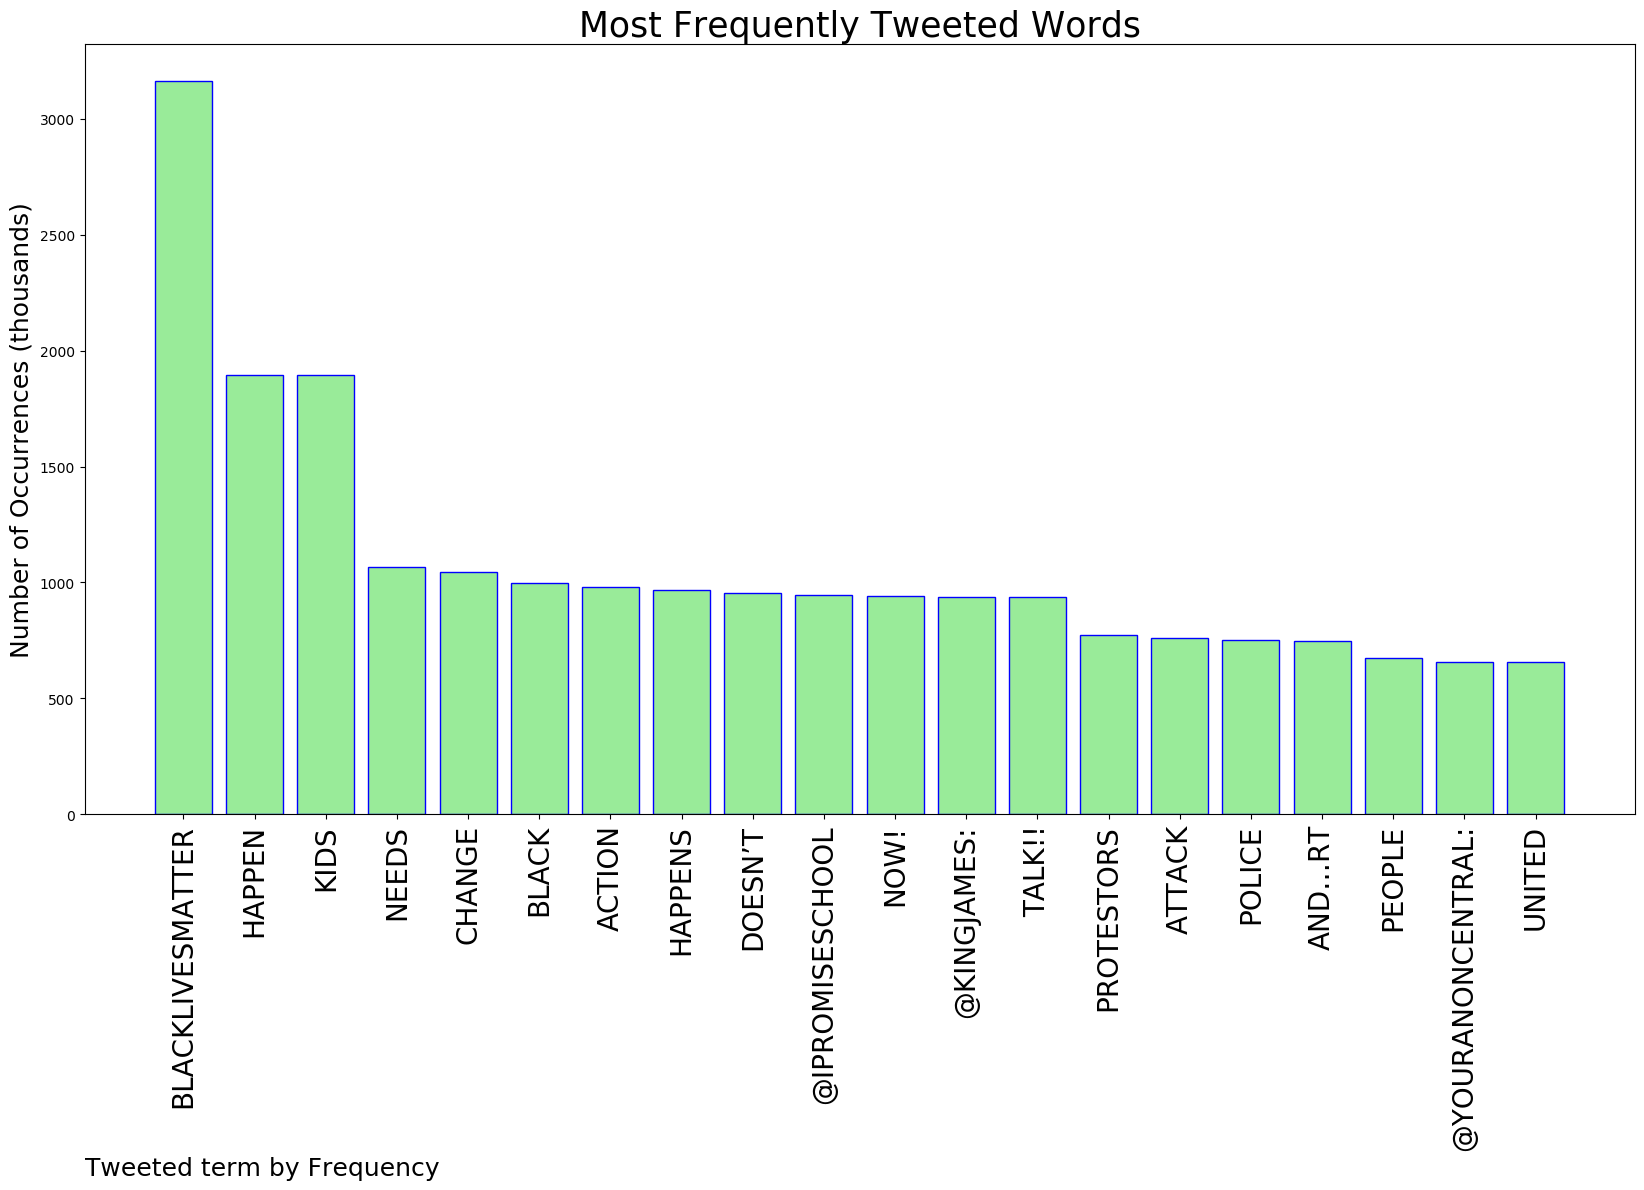 Most Frequently Tweeted Words
Number of Occurrences (thousands)
3000
2500
2000
1500
1000
500
0
BLACKLIVESMATTER
HAPPEN
KIDS
NEEDS
CHANGE
BLACK
ACTION
HAPPENS
DOESN’T
@IPROMISESCHOOL
NOW!
@KINGJAMES:
TALK!!
PROTESTORS
ATTACK
POLICE
AND...RT
PEOPLE
@YOURANONCENTRAL:
UNITED
Tweeted term by Frequency